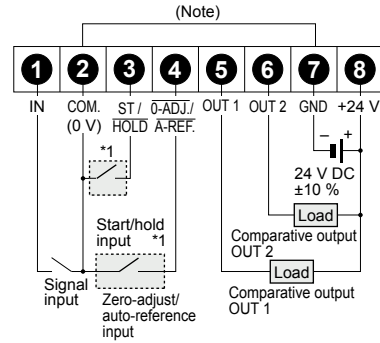 (Note)
1 2 3 4 5 6 7 8
IN COM. ST / 0-ADJ./ OUT 1 OUT 2 GND +24 V
(0 V) HOLD A-REF.
*1
– +
24 V DC
±10 %
Start/hold
input *1
Load
Comparative output
OUT 2
Signal
input
Load
Zero-adjust/
auto-reference
input
Comparative output
OUT 1